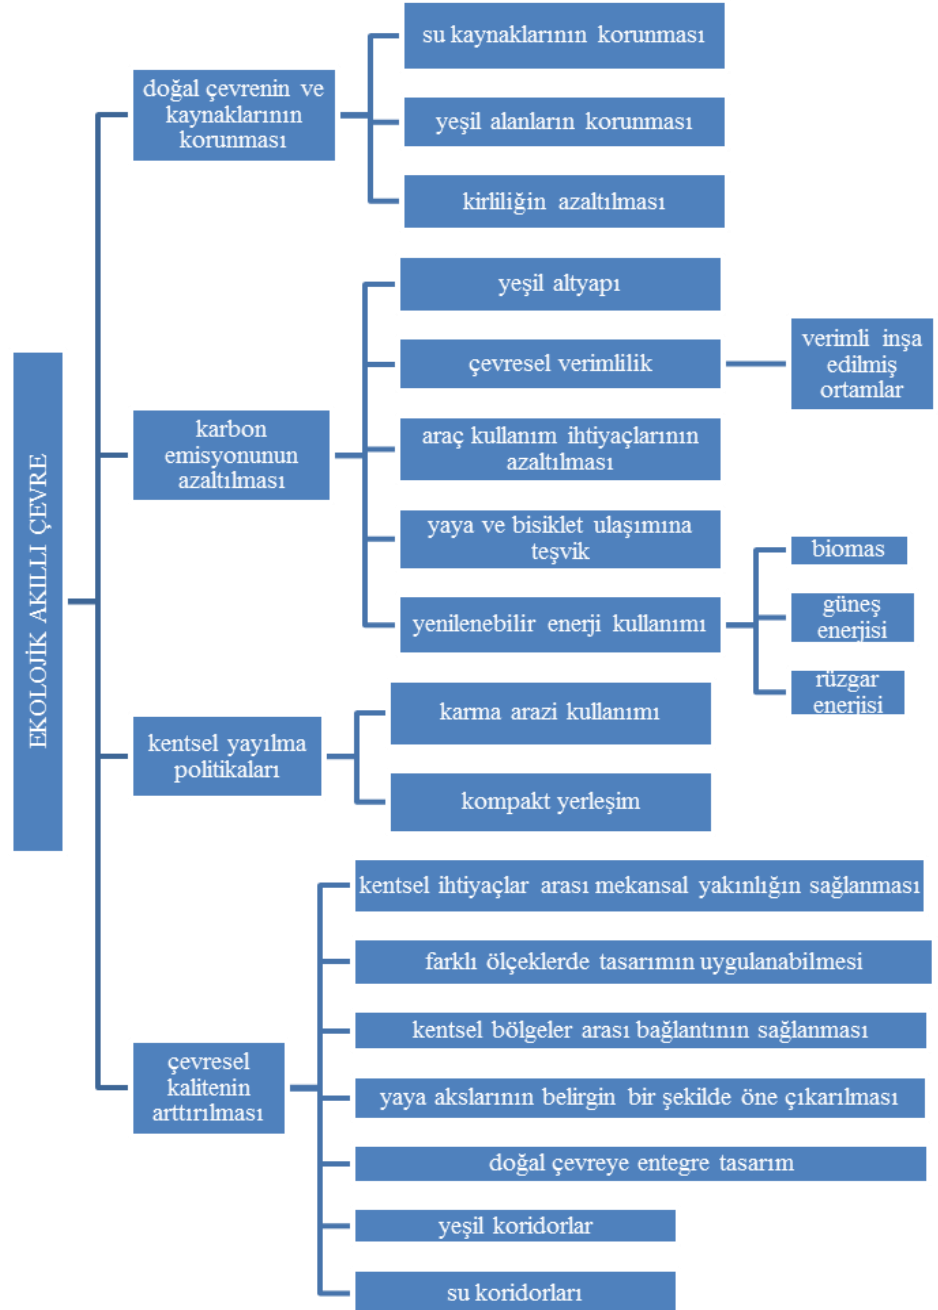 EKOLOJİK AKILLI ÇEVRE
doğal çevrenin ve
kaynaklarının
korunması
su kaynaklarının korunması
yeşil alanların korunması
kirliliğin azaltılması
karbon
emisyonunun
azaltılması
yeşil altyapı
çevresel verimlilik
verimli inşa
edilmiş
ortamlar
araç kullanım ihtiyaçlarının
azaltılması
yaya ve bisiklet ulaşımına
teşvik
yenilenebilir enerji kullanımı
biomas
güneş
enerjisi
rüzgar
enerjisi
kentsel yayılma
politikaları
karma arazi kullanımı
kompakt yerleşim
çevresel
kalitenin
arttırılması
kentsel ihtiyaçlar arası mekansal yakınlığın sağlanması
farklı ölçeklerde tasarımın uygulanabilmesi
kentsel bölgeler arası bağlantının sağlanması
yaya akslarının belirgin bir şekilde öne çıkarılması
doğal çevreye entegre tasarım
yeşil koridorlar
su koridorları